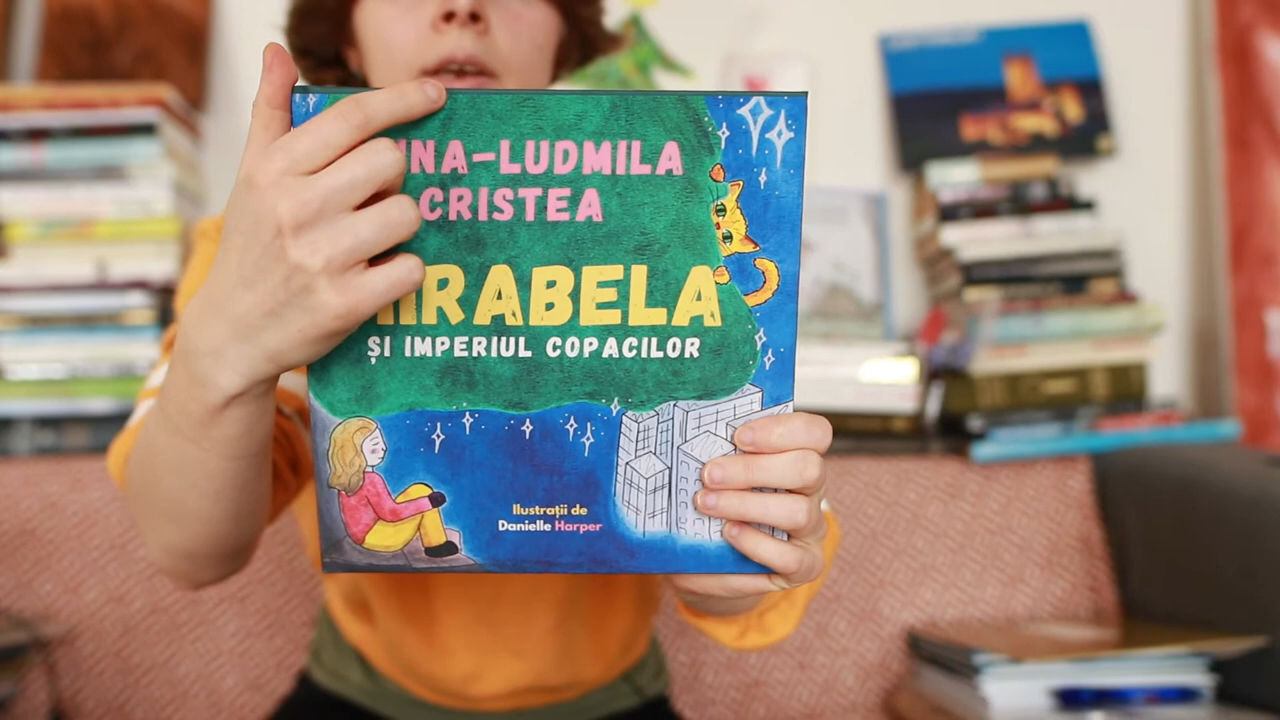 NA-LUDMILA
CRISTEA
IRABELA
ȘI IMPERIUL COPACILOR
Ilustrații de
Danielle Harper